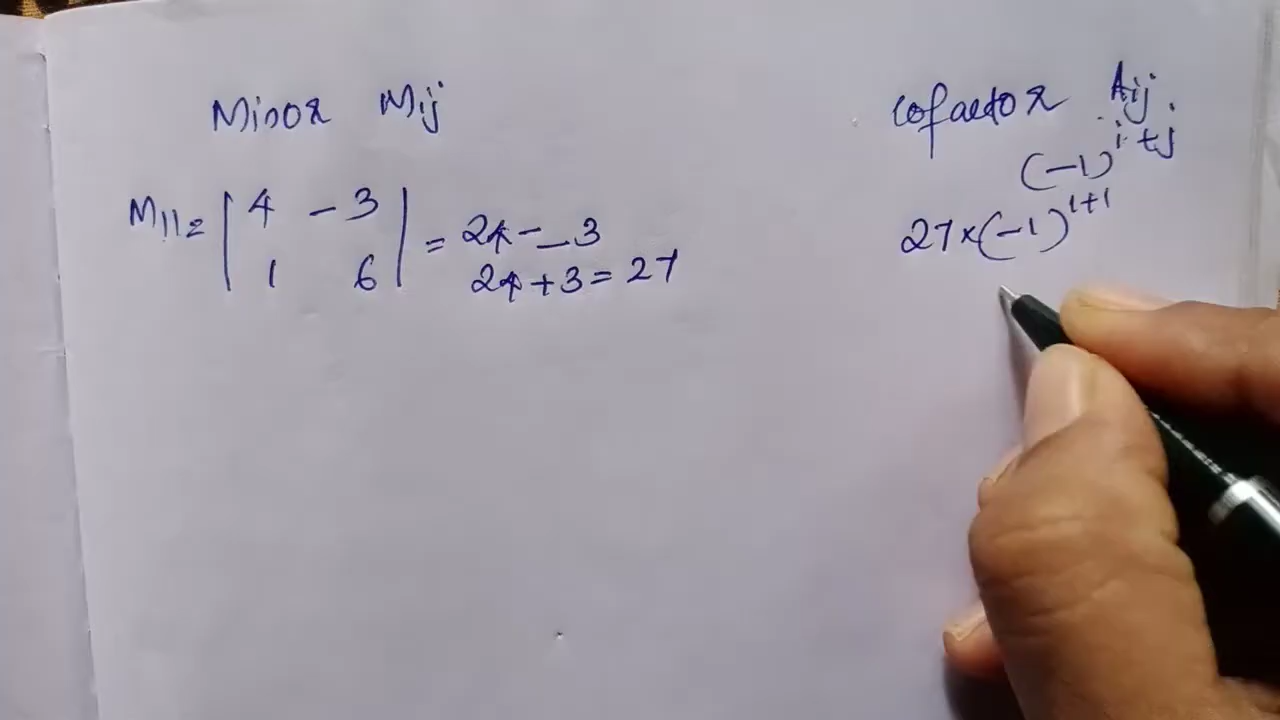 Minor Mij
Cofactor Aij.
(-1)^i+j
M11 = | 4 -3 | = 24 - -3
| 1 6 | 24+3 = 27
27×(-1)^1+1